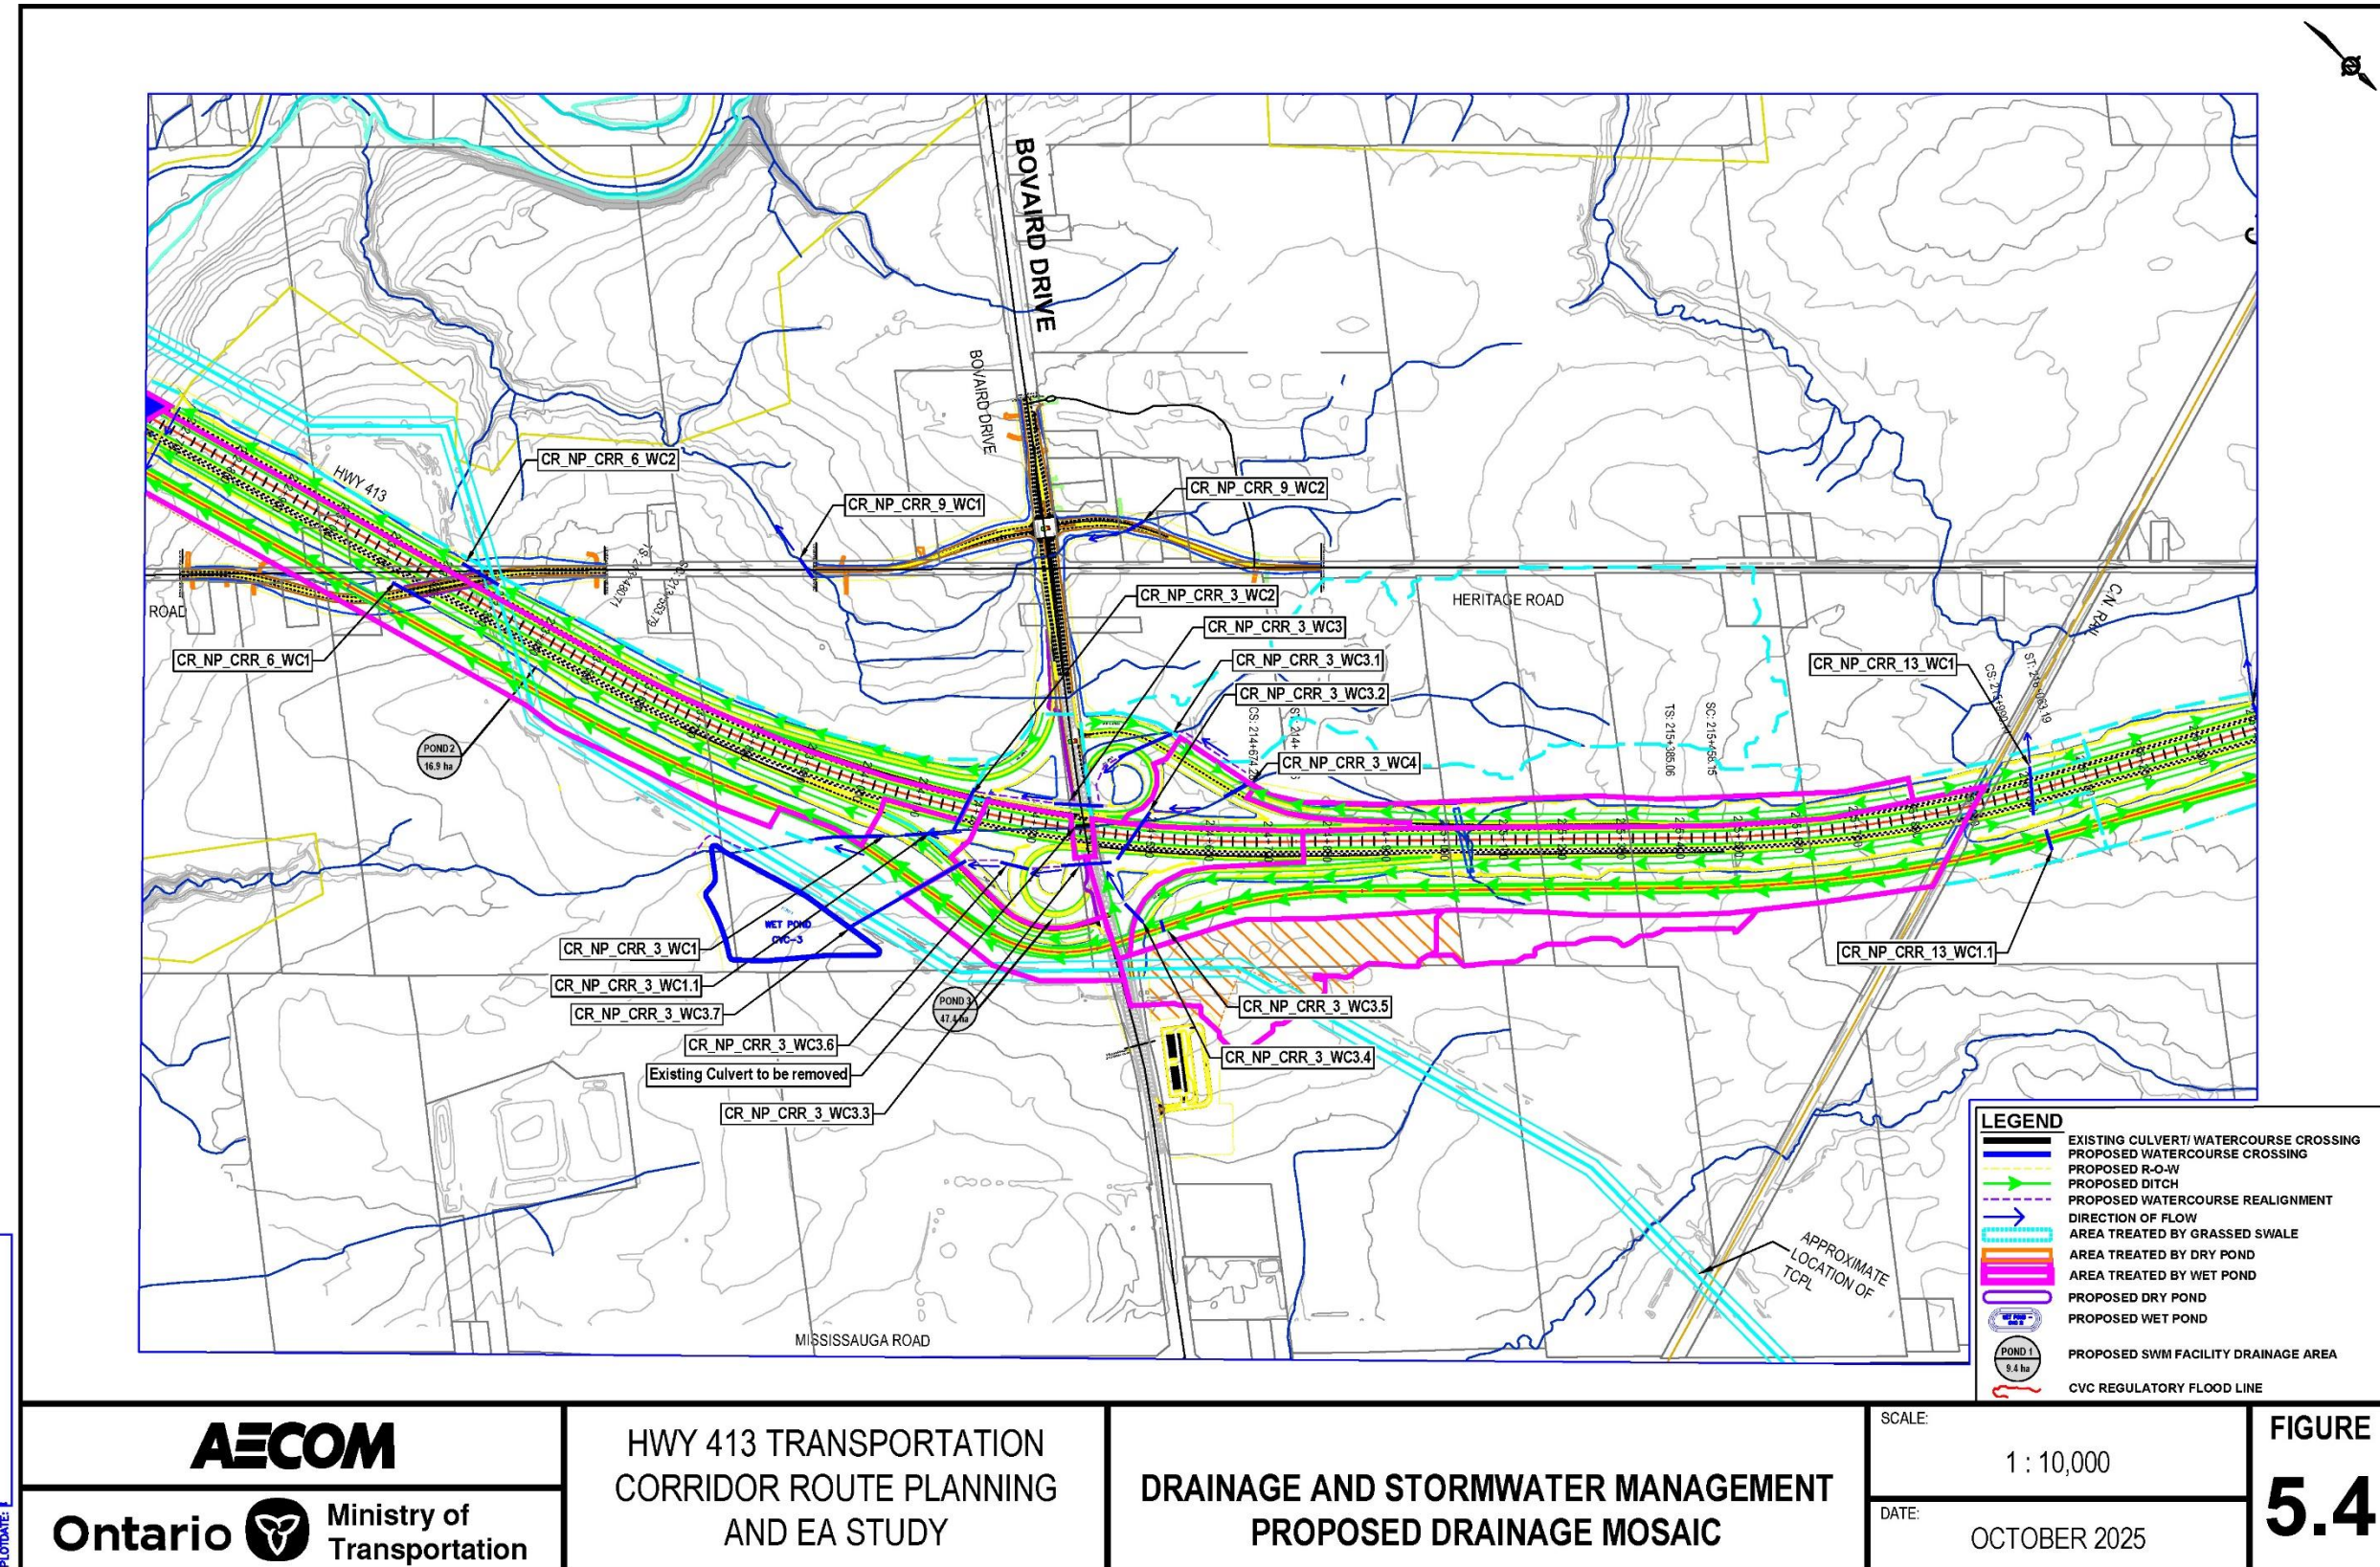 BOVAIRD DRIVE
BOVAIRD DRIVE
HWY 413
CR_NP_CRR_6_WC2
CR_NP_CRR_9_WC1
CR_NP_CRR_9_WC2
CR_NP_CRR_3_WC2
CR_NP_CRR_3_WC3
CR_NP_CRR_3_WC3.1
CR_NP_CRR_3_WC3.2
CR_NP_CRR_3_WC4
HERITAGE ROAD
ROAD
CR_NP_CRR_6_WC1
CR_NP_CRR_13_WC1
C.N. RAIL
TS: 215+385.06
SC: 215+458.15
POND 2
16.9 ha
WET POND
CVC-3
CR_NP_CRR_3_WC1
CR_NP_CRR_3_WC1.1
CR_NP_CRR_3_WC3.7
POND 3
47.4 ha
CR_NP_CRR_3_WC3.6
Existing Culvert to be removed
CR_NP_CRR_3_WC3.3
CR_NP_CRR_3_WC3.5
CR_NP_CRR_3_WC3.4
CR_NP_CRR_13_WC1.1
APPROXIMATE
LOCATION OF
TCPL
MISSISSAUGA ROAD
LEGEND
EXISTING CULVERT/ WATERCOURSE CROSSING
PROPOSED WATERCOURSE CROSSING
PROPOSED R-O-W
PROPOSED DITCH
PROPOSED WATERCOURSE REALIGNMENT
DIRECTION OF FLOW
AREA TREATED BY GRASSED SWALE
AREA TREATED BY DRY POND
AREA TREATED BY WET POND
PROPOSED DRY POND
PROPOSED WET POND
POND 1
9.4 ha
PROPOSED SWM FACILITY DRAINAGE AREA
CVC REGULATORY FLOOD LINE
AECOM
Ontario
Ministry of
Transportation
HWY 413 TRANSPORTATION
CORRIDOR ROUTE PLANNING
AND EA STUDY
DRAINAGE AND STORMWATER MANAGEMENT
PROPOSED DRAINAGE MOSAIC
SCALE:
1 : 10,000
DATE:
OCTOBER 2025
FIGURE
5.4
PLOTDATE: